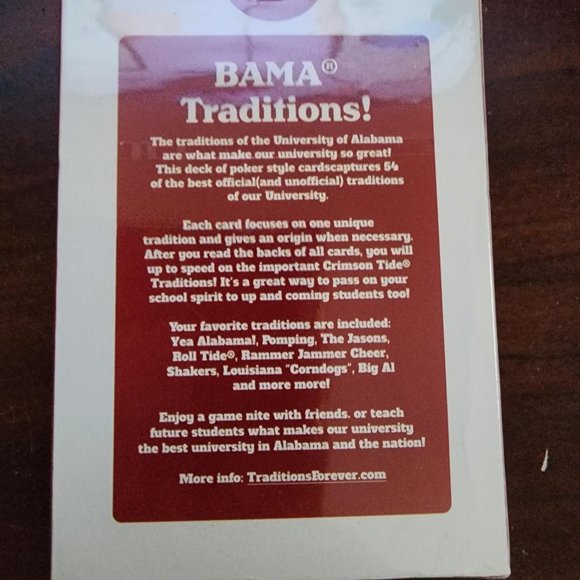 BAMA®
Traditions!
The traditions of the University of Alabama
are what make our university so great!
This deck of poker style cardscaptures 54
of the best official(and unofficial) traditions
of our University.
Each card focuses on one unique
tradition and gives an origin when necessary.
After you read the backs of all cards, you will
up to speed on the important Crimson Tide®
Traditions! It's a great way to pass on your
school spirit to up and coming students too!
Your favorite traditions are included:
Yea Alabama!, Pomping, The Jasons,
Roll Tide®, Rammer Jammer Cheer,
Shakers, Louisiana "Corndogs", Big Al
and more more!
Enjoy a game nite with friends. or teach
future students what makes our university
the best university in Alabama and the nation!
More info: TraditionsForever.com